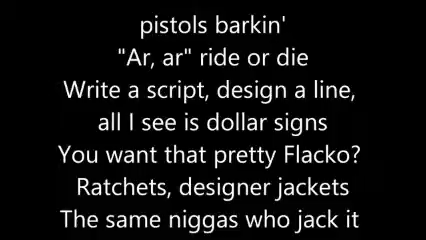 pistols barkin'
"Ar, ar" ride or die
Write a script, design a line,
all I see is dollar signs
You want that pretty Flacko?
Ratchets, designer jackets
The same niggas who jack it